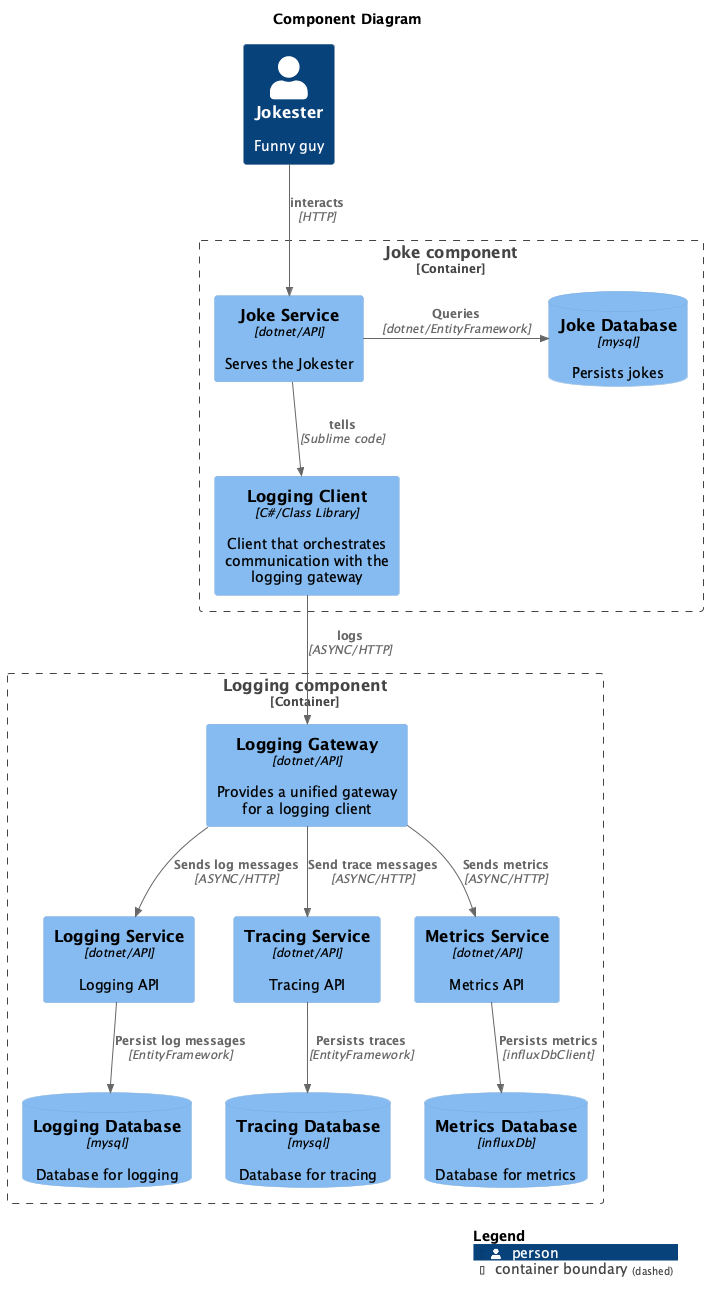 Component Diagram
Jokester
Funny guy
interacts
[HTTP]
Joke component
[Container]
Joke Service
[dotnet/API]
Serves the Jokester
Queries
[dotnet/EntityFramework]
Joke Database
[mysql]
Persists jokes
tells
[Sublime code]
Logging Client
[C#/Class Library]
Client that orchestrates
communication with the
logging gateway
logs
[ASYNC/HTTP]
Logging component
[Container]
Logging Gateway
[dotnet/API]
Provides a unified gateway
for a logging client
Sends log messages
[ASYNC/HTTP]
Send trace messages
[ASYNC/HTTP]
Sends metrics
[ASYNC/HTTP]
Logging Service
[dotnet/API]
Logging API
Tracing Service
[dotnet/API]
Tracing API
Metrics Service
[dotnet/API]
Metrics API
Persist log messages
[EntityFramework]
Persists traces
[EntityFramework]
Persists metrics
[influxDbClient]
Logging Database
[mysql]
Database for logging
Tracing Database
[mysql]
Database for tracing
Metrics Database
[influxDb]
Database for metrics
Legend
person
container boundary (dashed)